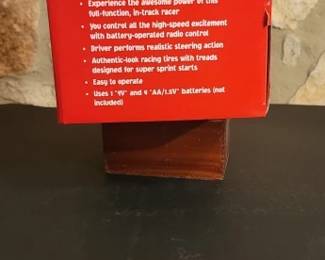 • Experience the awesome power of this
full-function, in-track racer
• You control all the high-speed excitement
with battery-operated radio control
• Driver performs realistic steering action
• Authentic-look racing tires with treads
designed for super sprint starts
• Easy to operate
• Uses 1 "9V" and 4 "AA/1.5V" batteries (not
included)